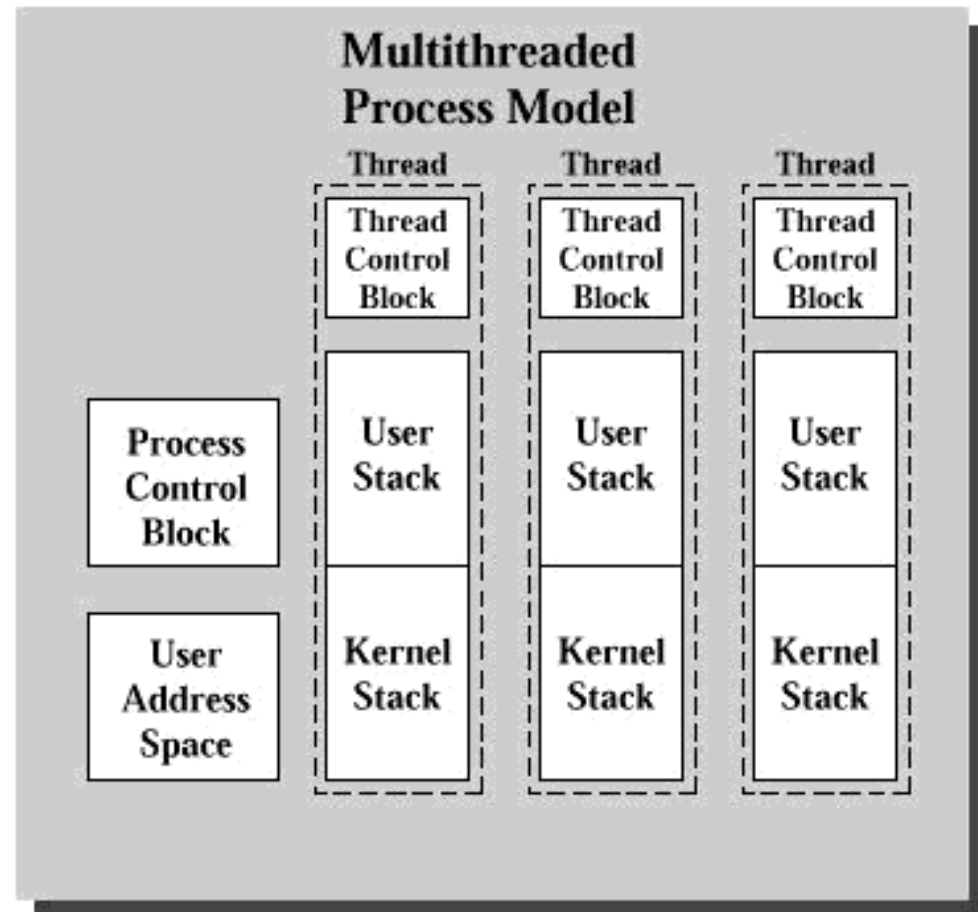 Multithreaded
Process Model
Thread
Thread
Control
Block
User
Stack
Kernel
Stack
Thread
Thread
Control
Block
User
Stack
Kernel
Stack
Thread
Thread
Control
Block
User
Stack
Kernel
Stack
Process
Control
Block
User
Address
Space